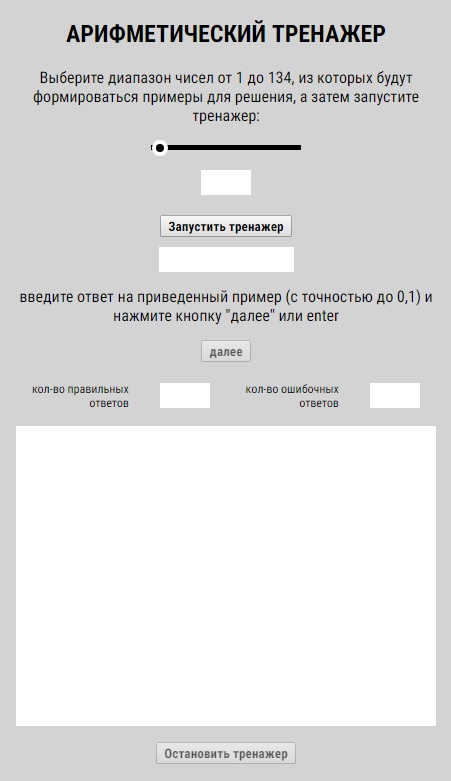 АРИФМЕТИЧЕСКИЙ ТРЕНАЖЕР
Выберите диапазон чисел от 1 до 134, из которых будут
формироваться примеры для решения, а затем запустите
тренажер:
Запустить тренажер
введите ответ на приведенный пример (с точностью до 0,1) и
нажмите кнопку "далее" или enter
далее
кол-во правильных
ответов
кол-во ошибочных
ответов
Остановить тренажер